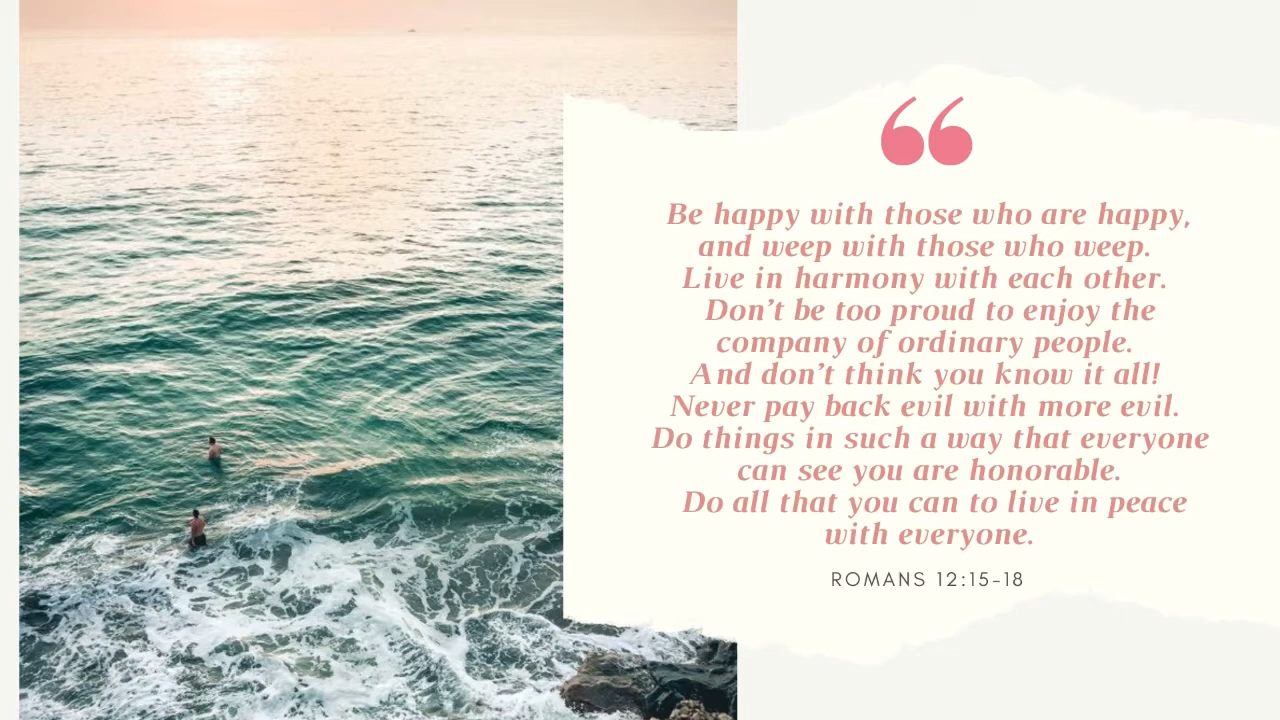 “
Be happy with those who are happy,
and weep with those who weep.
Live in harmony with each other.
Don’t be too proud to enjoy the
company of ordinary people.
And don’t think you know it all!
Never pay back evil with more evil.
Do things in such a way that everyone
can see you are honorable.
Do all that you can to live in peace
with everyone.
ROMANS 12:15-18